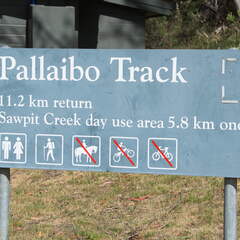 Pallaibo Track
11.2 km return
Sawpit Creek day use area 5.8 km one